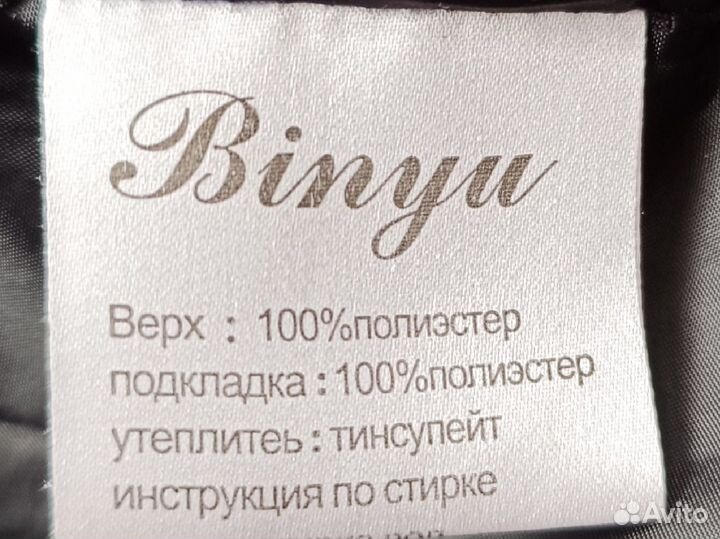 Binyu
Верх : 100%полиэстер
подкладка : 100%полиэстер
утеплитеь : тинсупейт
инструкция по стирке
Avito